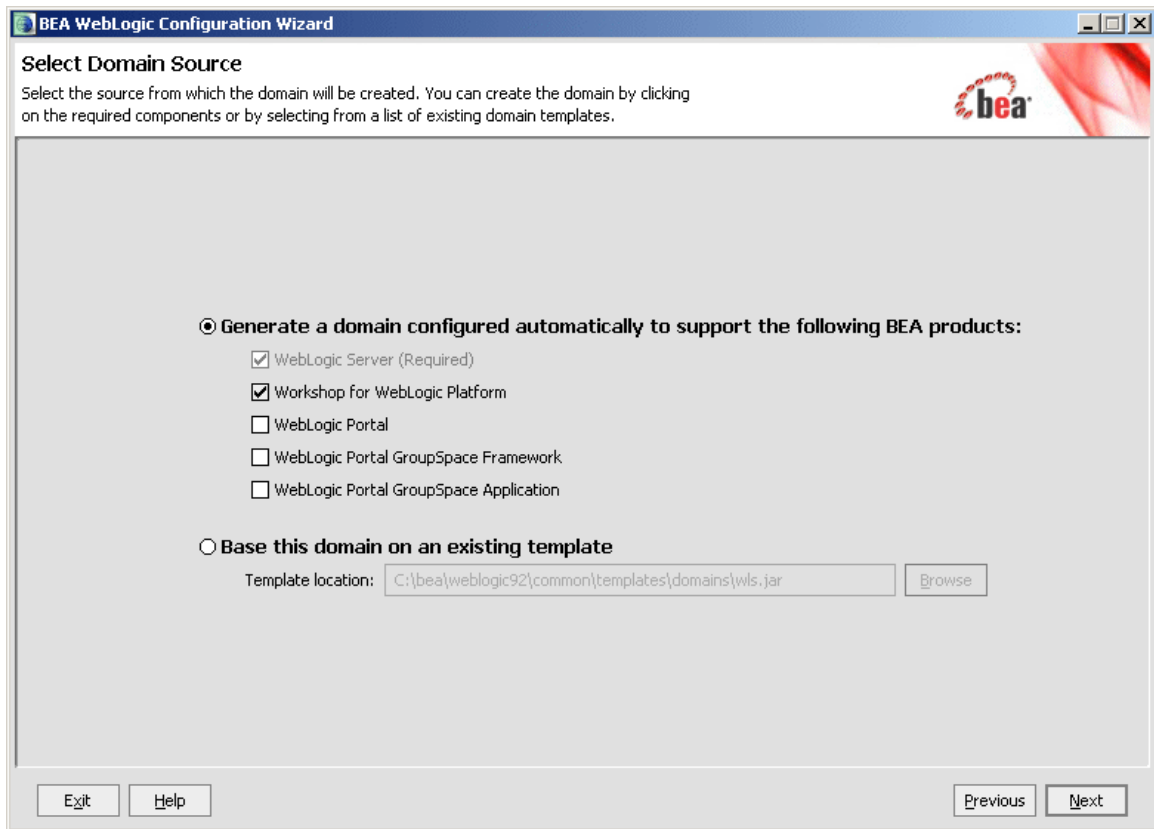 BEA WebLogic Configuration Wizard
Select Domain Source
Select the source from which the domain will be created. You can create the domain by clicking
on the required components or by selecting from a list of existing domain templates.
bea
Generate a domain configured automatically to support the following BEA products:
WebLogic Server (Required)
Workshop for WebLogic Platform
WebLogic Portal
WebLogic Portal GroupSpace Framework
WebLogic Portal GroupSpace Application
Base this domain on an existing template
Template location: C:\bea\weblogic92\common\templates\domains\wls.jar Browse
Exit Help Previous Next